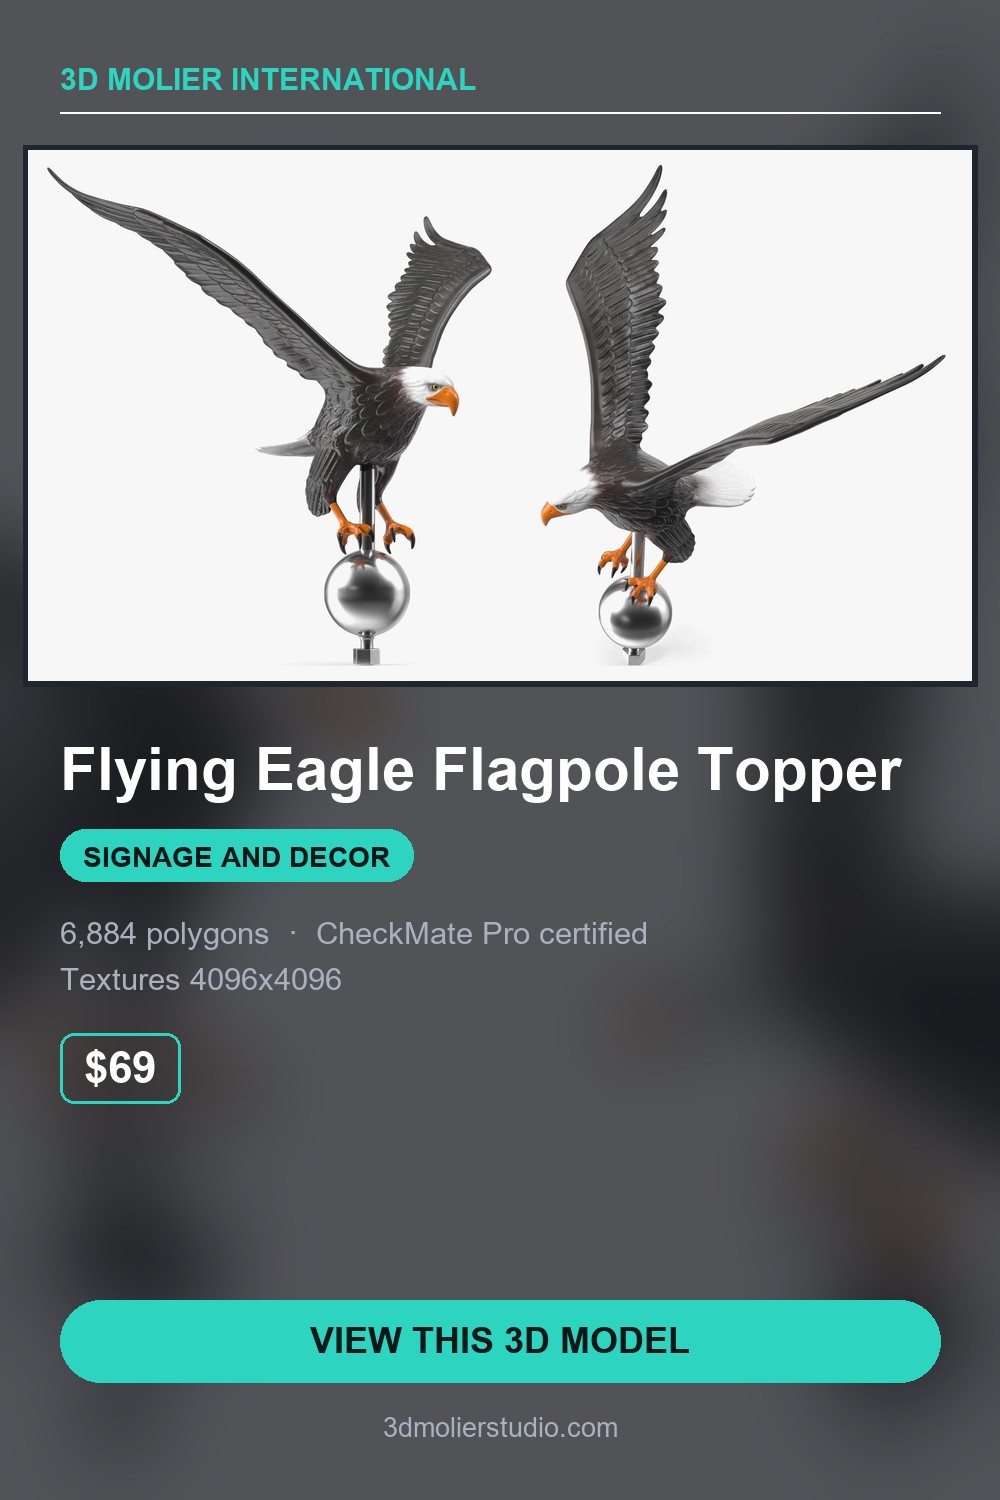 3D MOLIER INTERNATIONAL
Flying Eagle Flagpole Topper
SIGNAGE AND DECOR
6,884 polygons · CheckMate Pro certified
Textures 4096x4096
$69
VIEW THIS 3D MODEL
3dmolierstudio.com